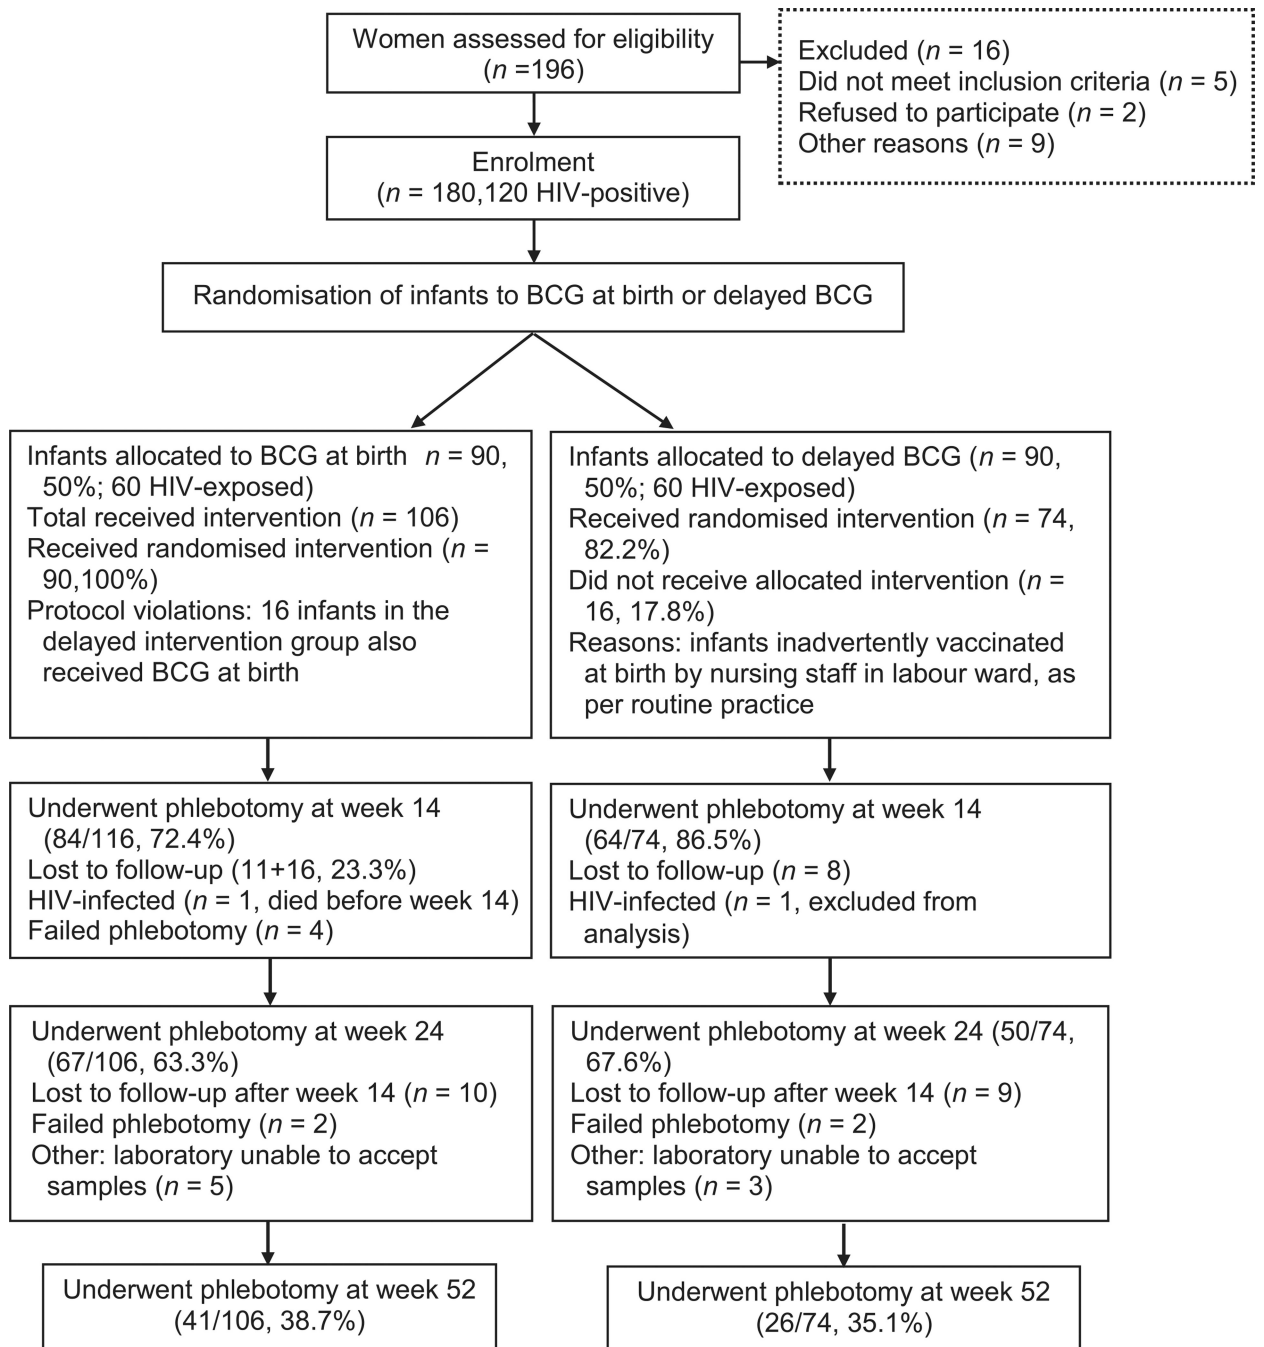 Women assessed for eligibility
(n =196)
Excluded (n = 16)
Did not meet inclusion criteria (n = 5)
Refused to participate (n = 2)
Other reasons (n = 9)
Enrolment
(n = 180,120 HIV-positive)
Randomisation of infants to BCG at birth or delayed BCG
Infants allocated to BCG at birth n = 90,
50%; 60 HIV-exposed)
Total received intervention (n = 106)
Received randomised intervention (n =
90,100%)
Protocol violations: 16 infants in the
delayed intervention group also
received BCG at birth
Infants allocated to delayed BCG (n = 90,
50%; 60 HIV-exposed)
Received randomised intervention (n = 74,
82.2%)
Did not receive allocated intervention (n =
16, 17.8%)
Reasons: infants inadvertently vaccinated
at birth by nursing staff in labour ward, as
per routine practice
Underwent phlebotomy at week 14
(84/116, 72.4%)
Lost to follow-up (11+16, 23.3%)
HIV-infected (n = 1, died before week 14)
Failed phlebotomy (n = 4)
Underwent phlebotomy at week 14
(64/74, 86.5%)
Lost to follow-up (n = 8)
HIV-infected (n = 1, excluded from
analysis)
Underwent phlebotomy at week 24
(67/106, 63.3%)
Lost to follow-up after week 14 (n = 10)
Failed phlebotomy (n = 2)
Other: laboratory unable to accept
samples (n = 5)
Underwent phlebotomy at week 24 (50/74,
67.6%)
Lost to follow-up after week 14 (n = 9)
Failed phlebotomy (n = 2)
Other: laboratory unable to accept
samples (n = 3)
Underwent phlebotomy at week 52
(41/106, 38.7%)
Underwent phlebotomy at week 52
(26/74, 35.1%)